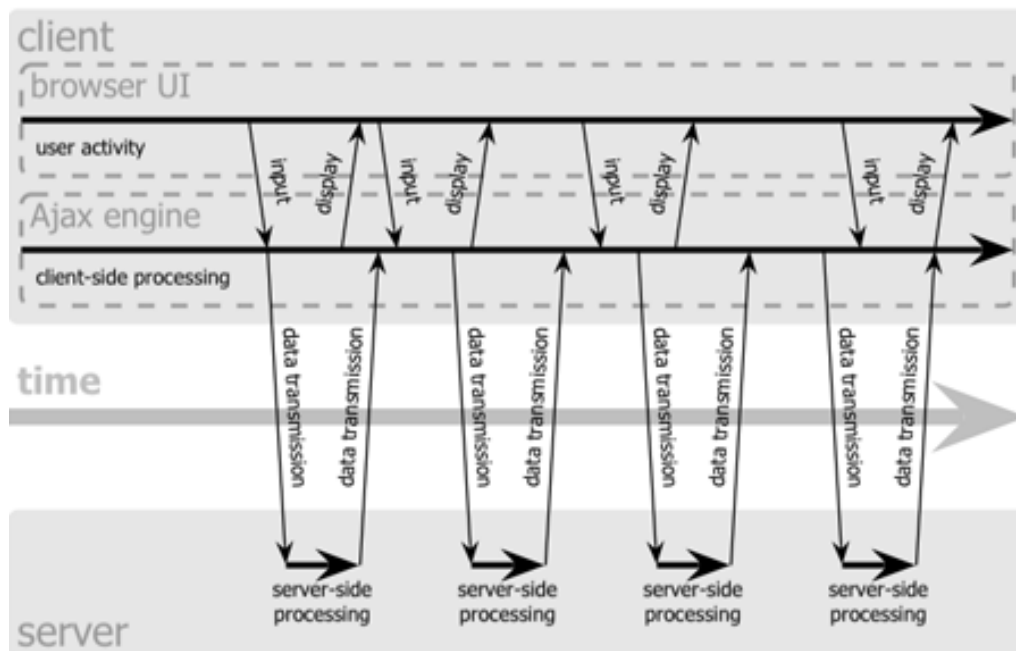 client
browser UI
user activity
input
display
input
display
input
display
input
display
Ajax engine
client-side processing
data transmission
data transmission
data transmission
data transmission
data transmission
data transmission
data transmission
data transmission
time
server-side
processing
server-side
processing
server-side
processing
server-side
processing
server